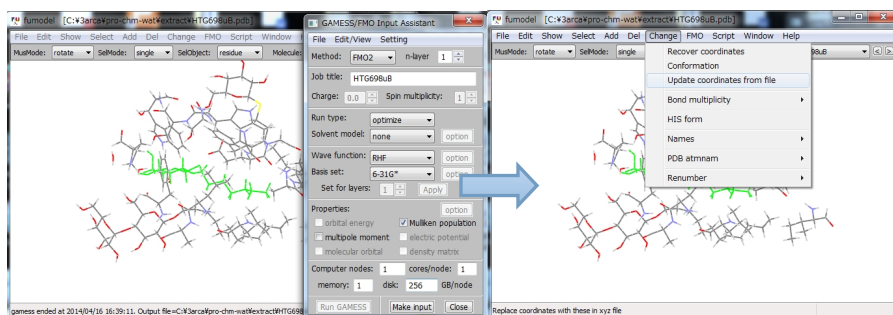 fumodel [C:¥3arca¥pro-chm-wat¥extract¥HTG698uB.pdb]
File Edit Show Select Add Del Change FMO Script Window
MusMode: rotate SelMode: single SelObject: residue Molecule:
gamess ended at 2014/04/16 16:39:11. Output file=C:¥3arca¥pro-chm-wat¥extract¥HTG698
GAMESS/FMO Input Assistant
File Edit/View Setting
Method: FMO2 n-layer 1
Job title: HTG698uB
Charge: 0.0 Spin multiplicity: 1
Run type: optimize
Solvent model: none option
Wave function: RHF option
Basis set: 6-31G* option
Set for layers: 1 Apply
Properties: option
orbital energy Mulliken population
multipole moment electric potential
molecular orbital densty matrix
Computer nodes: 1 cores/node: 1
memory: 1 disk: 256 GB/node
Run GAMESS Make input Close
fumodel [C:¥3arca¥pro-chm-wat¥extract¥HTG698uB.pdb]
File Edit Show Select Add Del Change FMO Script Window Help
MusMode: rotate SelMode: single
Recover coordinates
Conformation
Update coordinates from file
Bond multiplicity
HIS form
Names
PDB atmnam
Renumber
Replace coordinates with these in xyz file